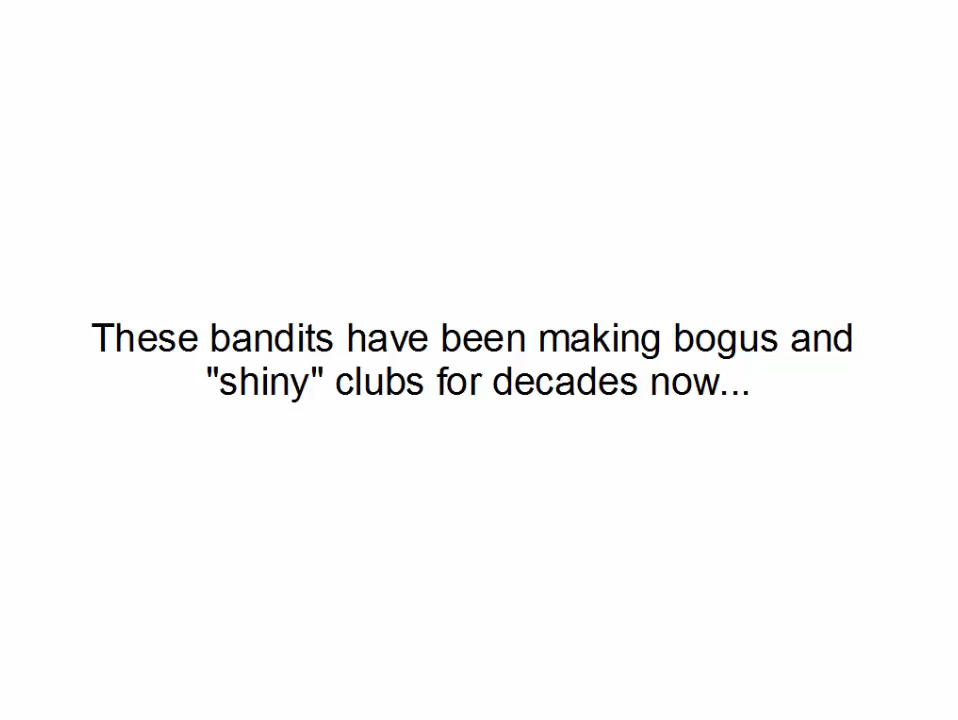 These bandits have been making bogus and
"shiny" clubs for decades now...